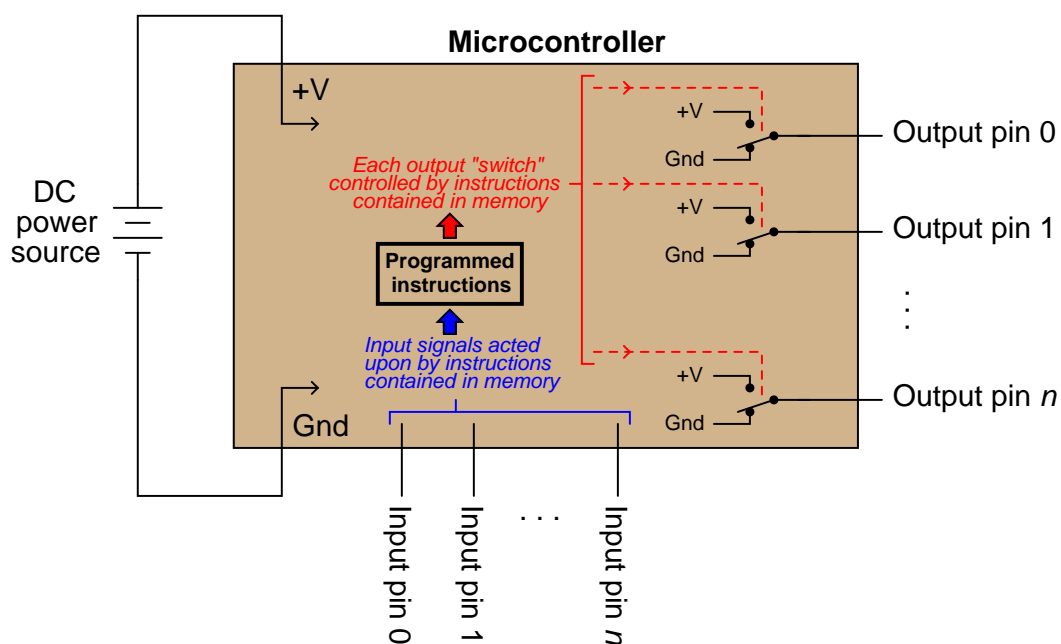 Microcontroller
+V
DC
power
source
Gnd
Each output "switch"
controlled by instructions
contained in memory
Programmed
instructions
Input signals acted
upon by instructions
contained in memory
+V
Gnd
Output pin 0
+V
Gnd
Output pin 1
. . .
+V
Gnd
Output pin n
Input pin 0
Input pin 1
. . .
Input pin n